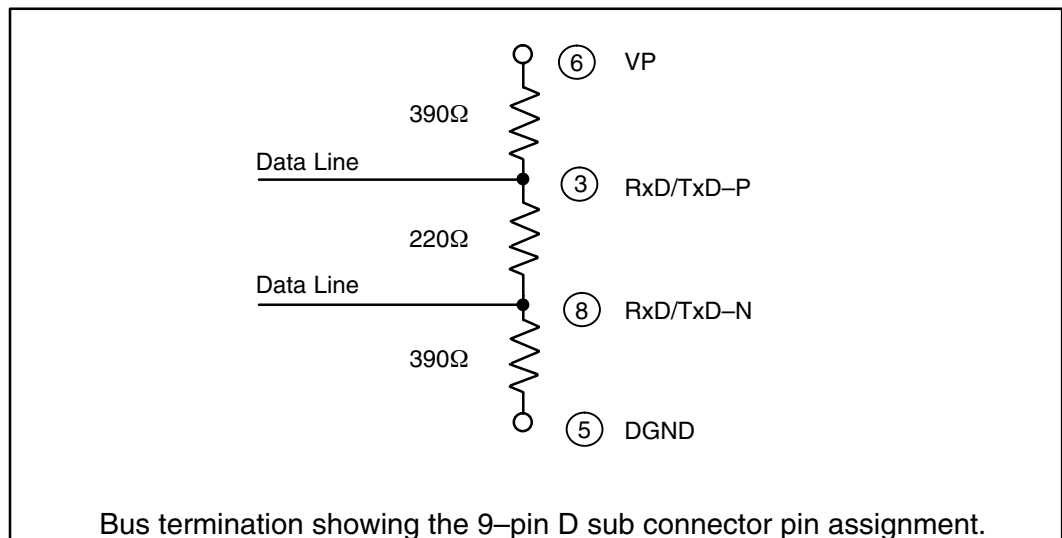 6 VP
390Ω
Data Line
3 RxD/TxD–P
220Ω
Data Line
8 RxD/TxD–N
390Ω
5 DGND
Bus termination showing the 9–pin D sub connector pin assignment.